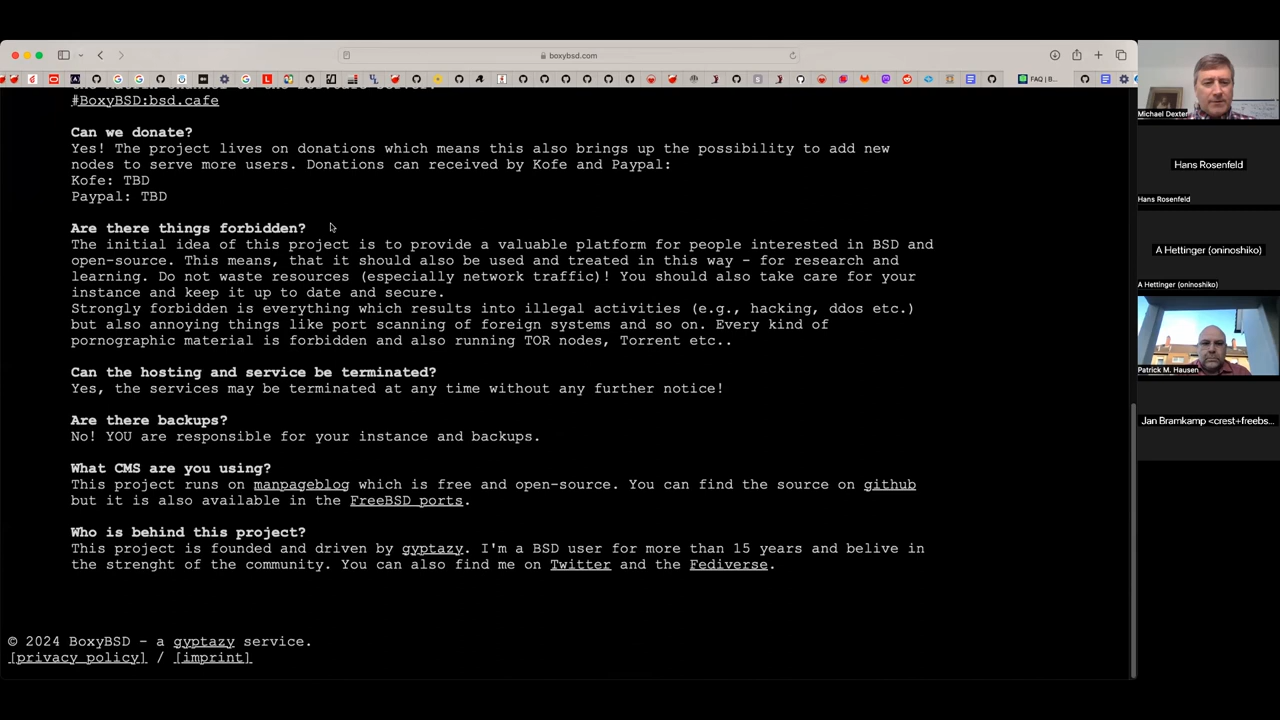 boxybsd.com
FAQ | B...
#BoxyBSD:bsd.cafe
Can we donate?
Yes! The project lives on donations which means this also brings up the possibility to add new
nodes to serve more users. Donations can received by Kofe and Paypal:
Kofe: TBD
Paypal: TBD
Are there things forbidden?
The initial idea of this project is to provide a valuable platform for people interested in BSD and
open-source. This means, that it should also be used and treated in this way - for research and
learning. Do not waste resources (especially network traffic)! You should also take care for your
instance and keep it up to date and secure.
Strongly forbidden is everything which results into illegal activities (e.g., hacking, ddos etc.)
but also annoying things like port scanning of foreign systems and so on. Every kind of
pornographic material is forbidden and also running TOR nodes, Torrent etc..
Can the hosting and service be terminated?
Yes, the services may be terminated at any time without any further notice!
Are there backups?
No! YOU are responsible for your instance and backups.
What CMS are you using?
This project runs on manpageblog which is free and open-source. You can find the source on github
but it is also available in the FreeBSD ports.
Who is behind this project?
This project is founded and driven by gyptazy. I'm a BSD user for more than 15 years and belive in
the strenght of the community. You can also find me on Twitter and the Fediverse.
© 2024 BoxyBSD - a gyptazy service.
[privacy policy] / [imprint]
Michael Dexter
Hans Rosenfeld
Hans Rosenfeld
A Hettinger (oninoshiko)
A Hettinger (oninoshiko)
Patrick M. Hausen
Jan Bramkamp <crest+freebs...